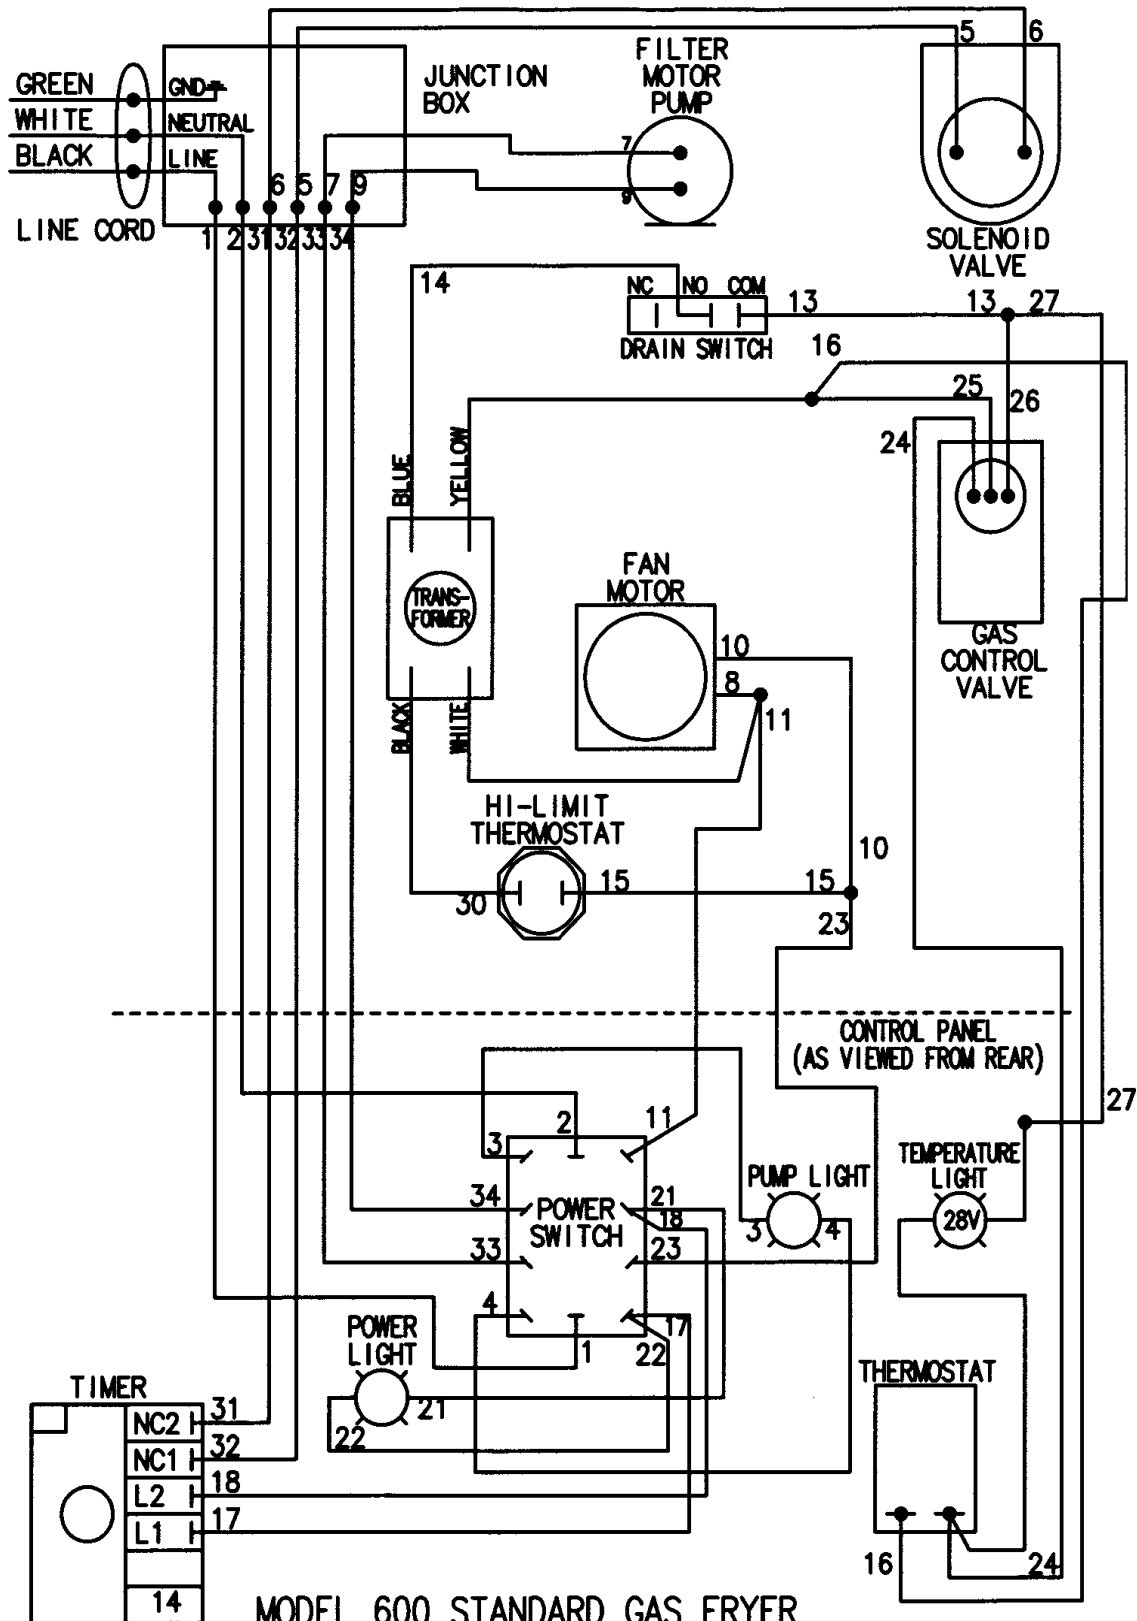 5 6
FILTER
MOTOR
PUMP
JUNCTION
BOX
GREEN
GND
WHITE
NEUTRAL
BLACK
LINE
7
9
6 5 7 9
LINE CORD
1 2 31 32 33 34
SOLENOID
VALVE
14
NC NO COM
13 13 27
DRAIN SWITCH
16
25
26
24
BLUE
YELLOW
TRANS-
FORMER
FAN
MOTOR
10
8
11
GAS
CONTROL
VALVE
BLACK
WHITE
HI-LIMIT
THERMOSTAT
10
30 15 15
23
CONTROL PANEL
(AS VIEWED FROM REAR)
27
2 11
3
TEMPERATURE
LIGHT
PUMP LIGHT
34 21
18
POWER
SWITCH
3 4
28V
33 23
4
17
1 22
POWER
LIGHT
21
22
THERMOSTAT
TIMER
NC2 31
NC1 32
L2 18
L1 17
16 24
14
MODEL 600 STANDARD GAS FRYER